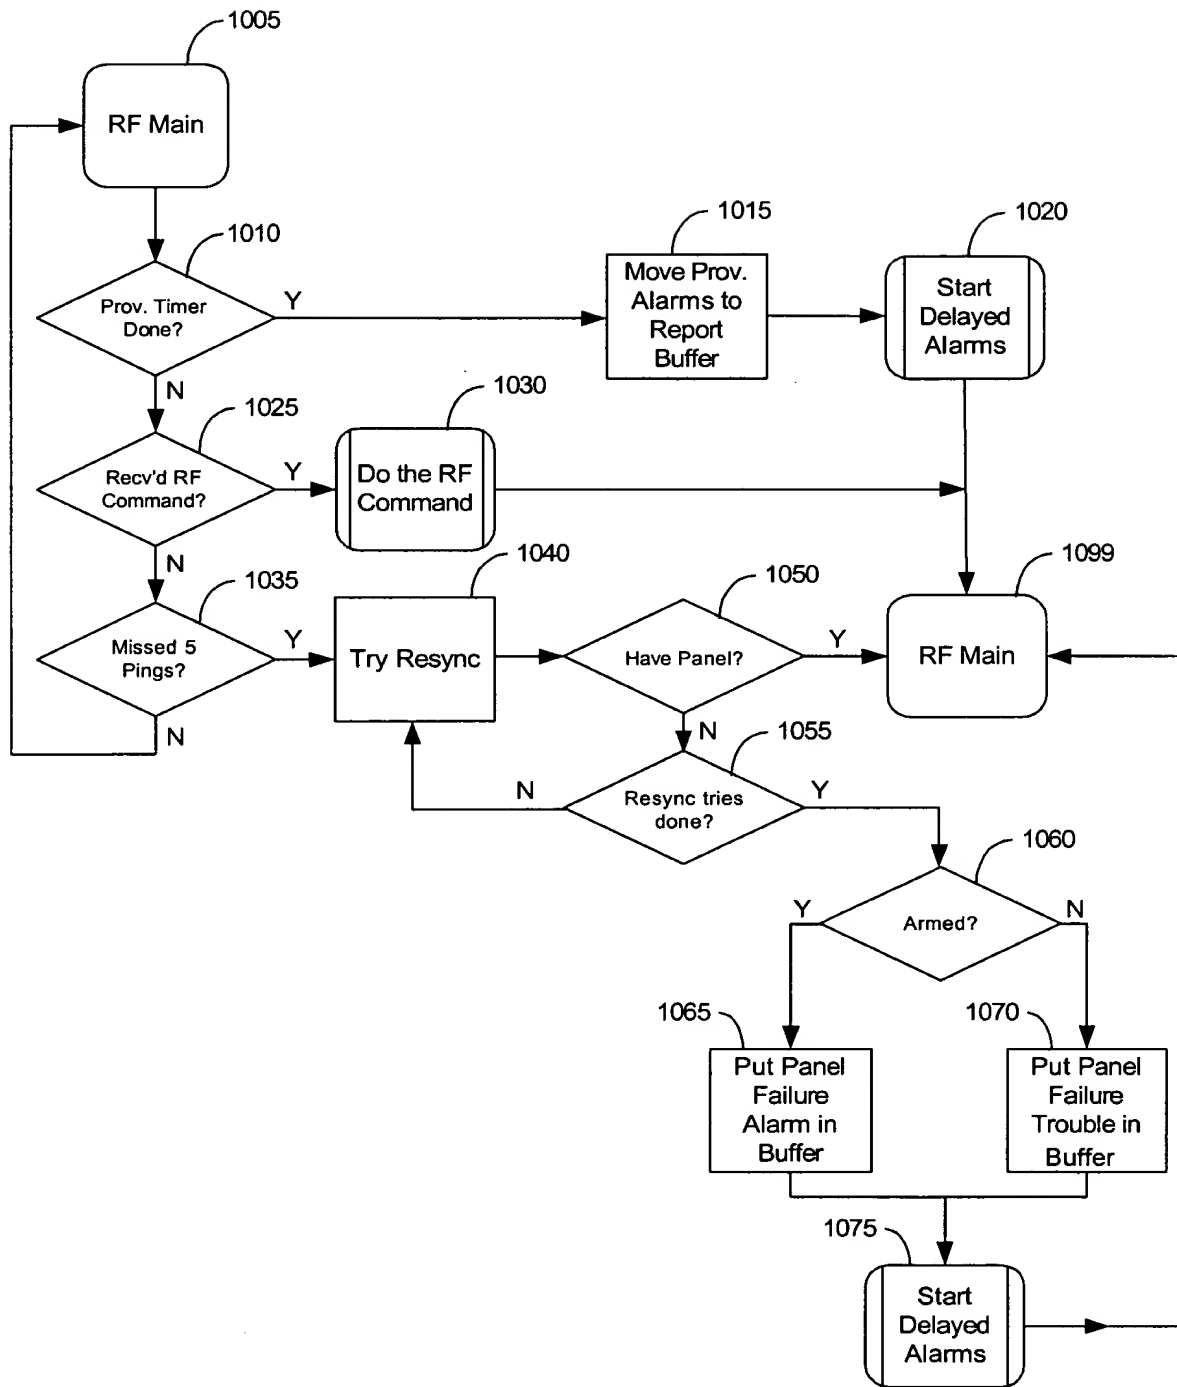 1005
RF Main
1010
Prov. Timer
Done?
Y
N
1015
Move Prov.
Alarms to
Report
Buffer
1020
Start
Delayed
Alarms
1025
Recv'd RF
Command?
Y
N
1030
Do the RF
Command
1035
Missed 5
Pings?
Y
N
1040
Try Resync
1050
Have Panel?
Y
N
1099
RF Main
1055
Resync tries
done?
N
Y
1060
Armed?
Y
N
1065
Put Panel
Failure
Alarm in
Buffer
1070
Put Panel
Failure
Trouble in
Buffer
1075
Start
Delayed
Alarms